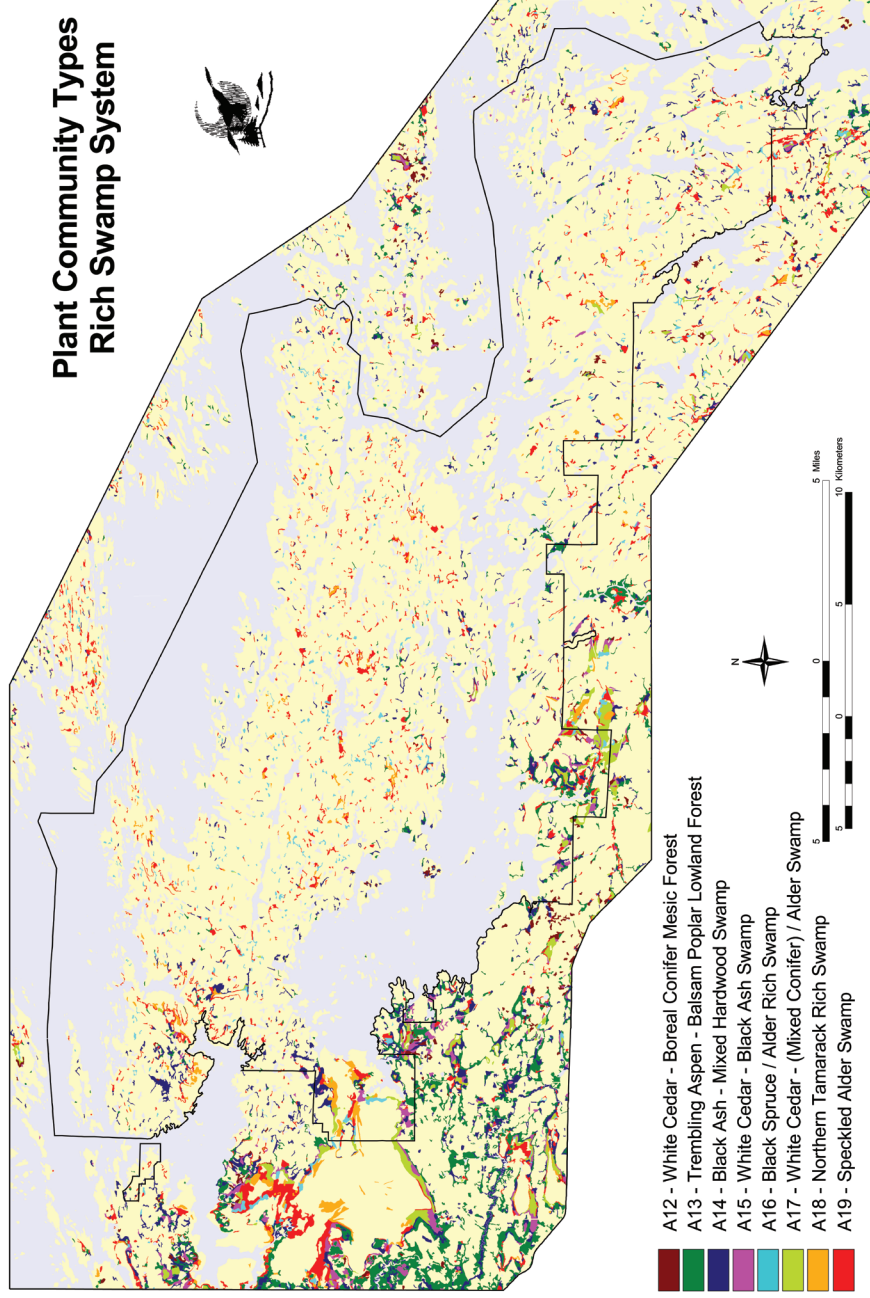 Plant Community Types
Rich Swamp System
A12 - White Cedar - Boreal Conifer Mesic Forest
A13 - Trembling Aspen - Balsam Poplar Lowland Forest
A14 - Black Ash - Mixed Hardwood Swamp
A15 - White Cedar - Black Ash Swamp
A16 - Black Spruce / Alder Rich Swamp
A17 - White Cedar - (Mixed Conifer) / Alder Swamp
A18 - Northern Tamarack Rich Swamp
A19 - Speckled Alder Swamp
N
5 0 5 Miles
5 0 5 10 Kilometers